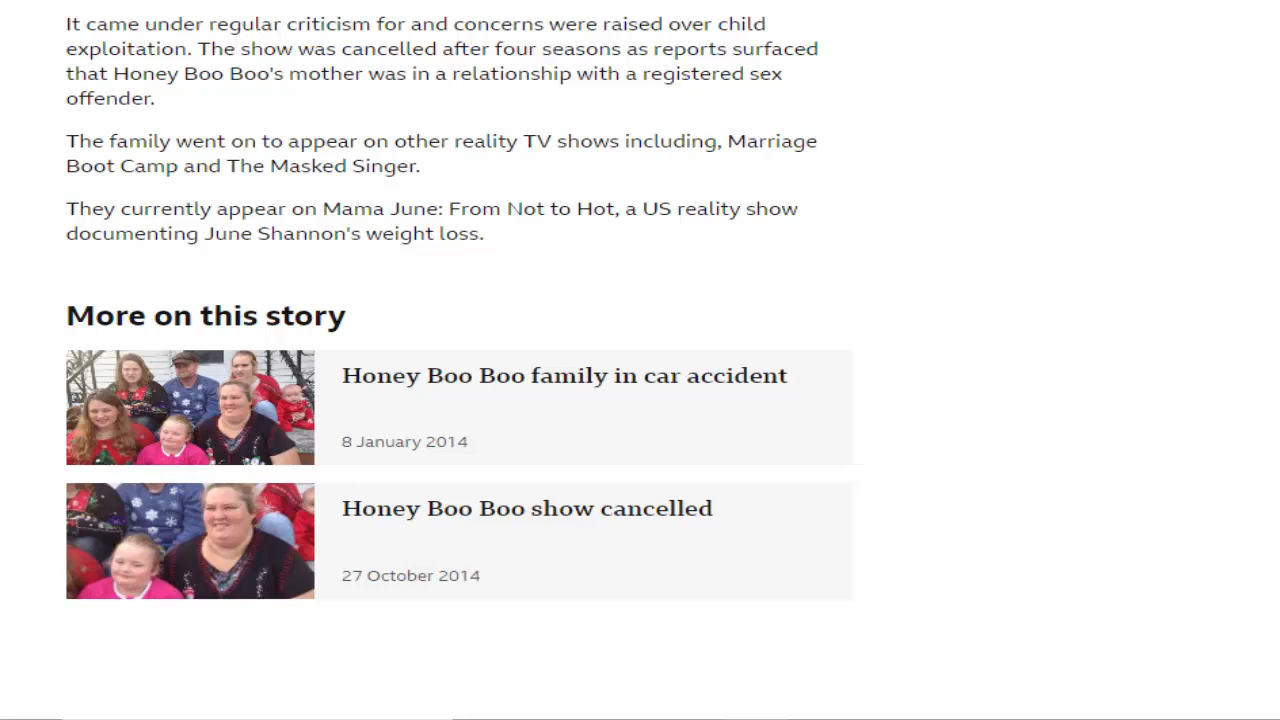 It came under regular criticism for and concerns were raised over child
exploitation. The show was cancelled after four seasons as reports surfaced
that Honey Boo Boo's mother was in a relationship with a registered sex
offender.
The family went on to appear on other reality TV shows including, Marriage
Boot Camp and The Masked Singer.
They currently appear on Mama June: From Not to Hot, a US reality show
documenting June Shannon's weight loss.
More on this story
Honey Boo Boo family in car accident
8 January 2014
Honey Boo Boo show cancelled
27 October 2014